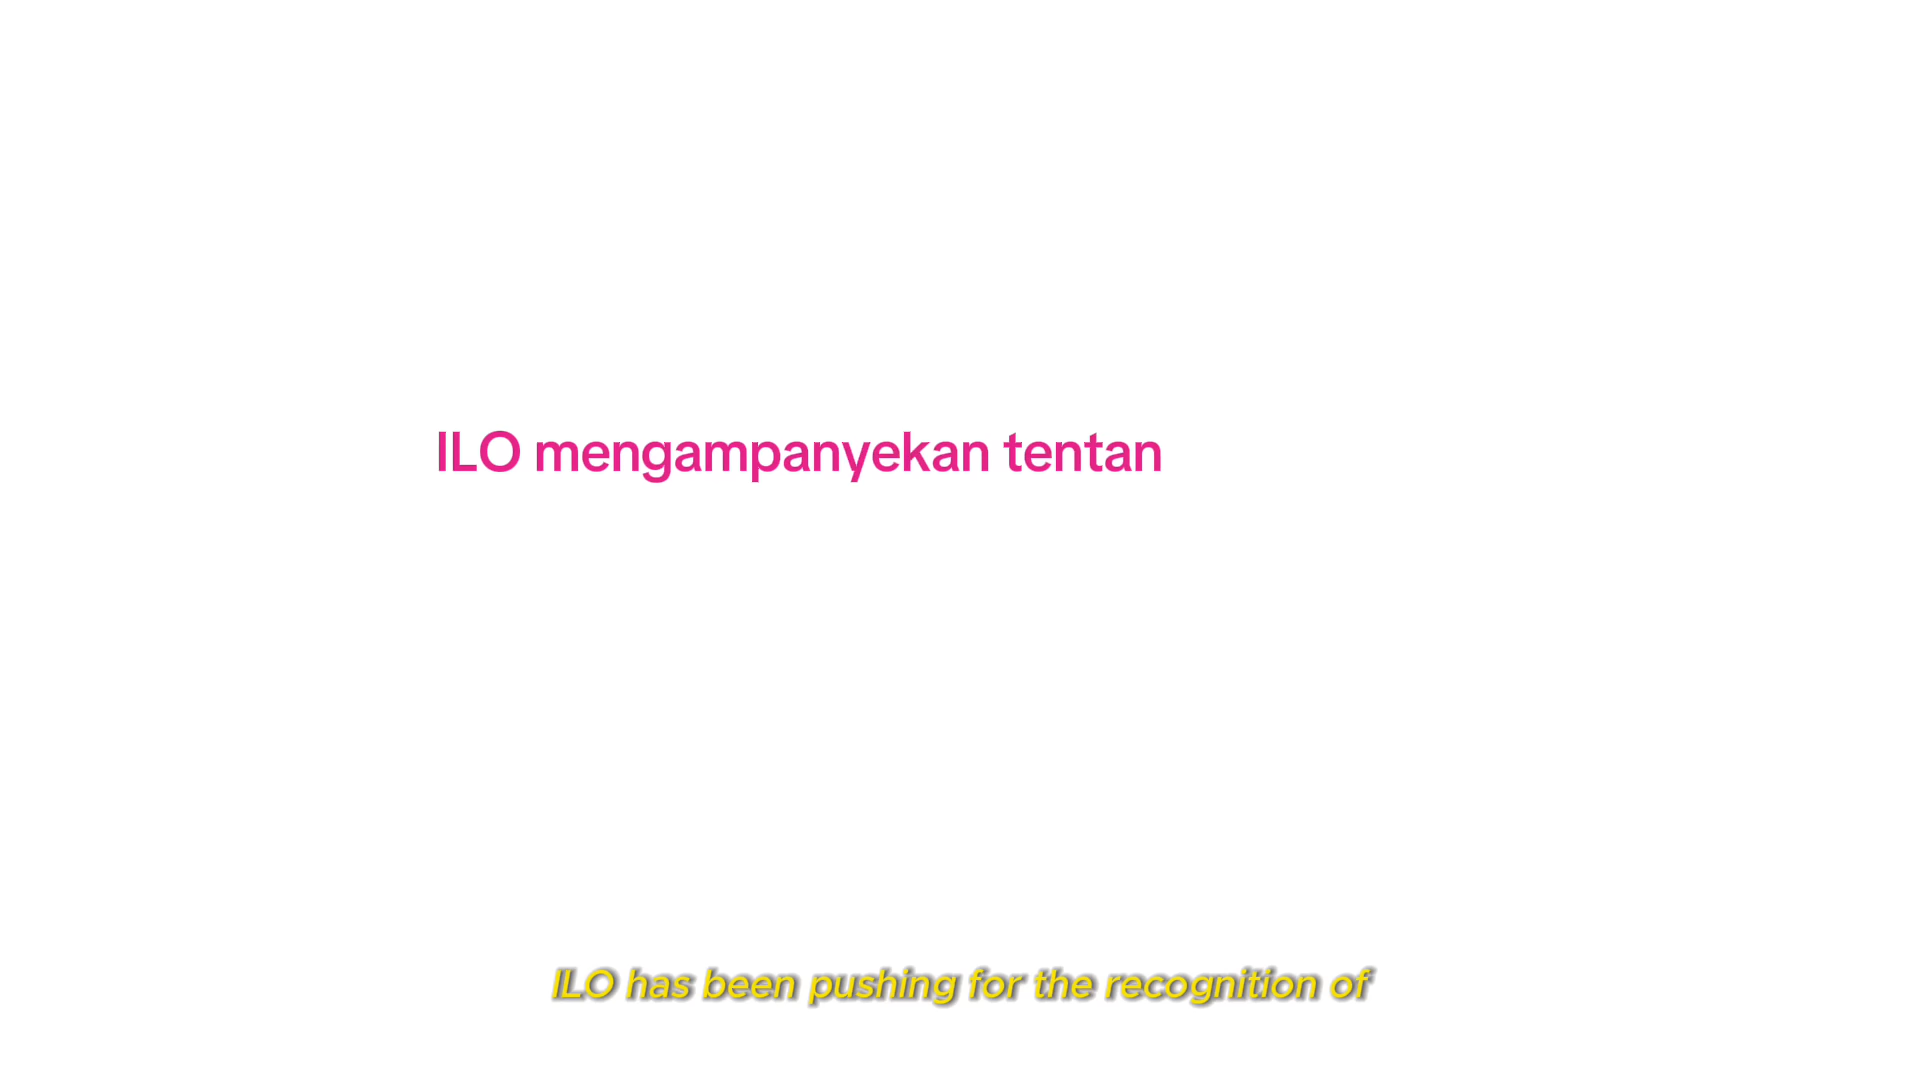 ILO mengampanyekan tentan
ILO has been pushing for the recognition of